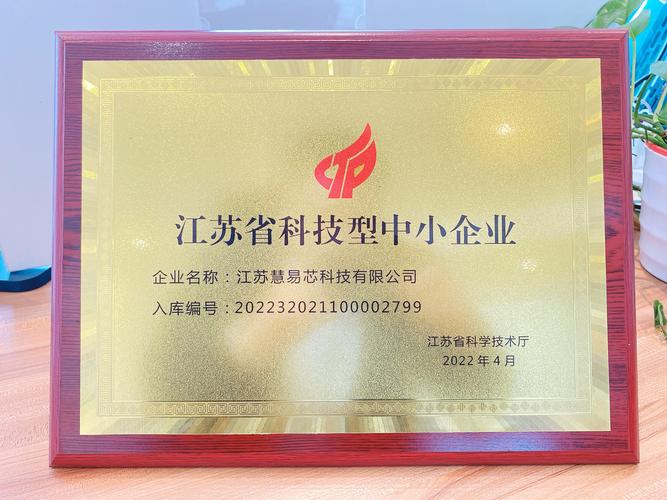 江苏省科技型中小企业
企业名称：江苏慧易芯科技有限公司
入库编号：202232021100002799
江苏省科学技术厅
2022年4月